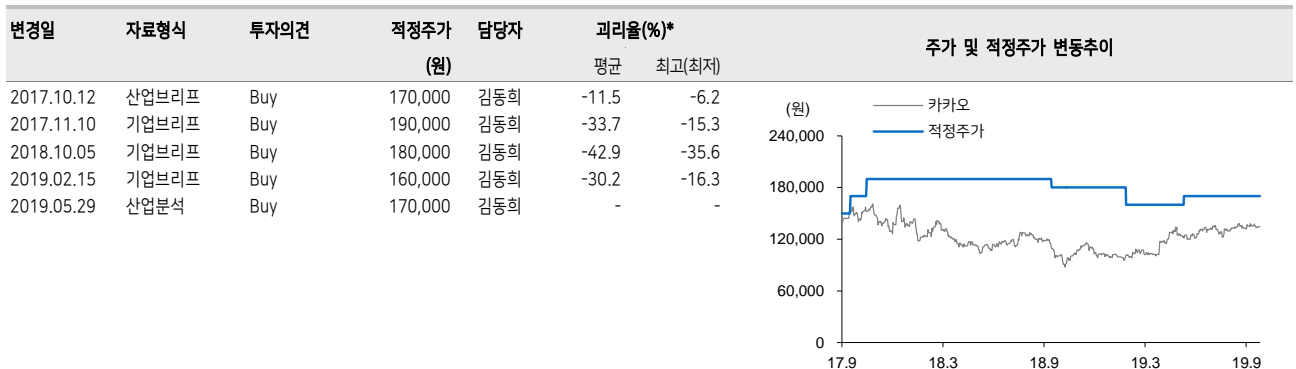 변경일 자료형식 투자의견 적정주가 담당자 괴리율(%)* 주가 및 적정주가 변동추이
(원) 평균 최고(최저)
2017.10.12 산업브리프 Buy 170,000 김동희 -11.5 -6.2
2017.11.10 기업브리프 Buy 190,000 김동희 -33.7 -15.3
2018.10.05 기업브리프 Buy 180,000 김동희 -42.9 -35.6
2019.02.15 기업브리프 Buy 160,000 김동희 -30.2 -16.3
2019.05.29 산업분석 Buy 170,000 김동희 - -
(원)
카카오
적정주가
240,000
180,000
120,000
60,000
0
17.9 18.3 18.9 19.3 19.9